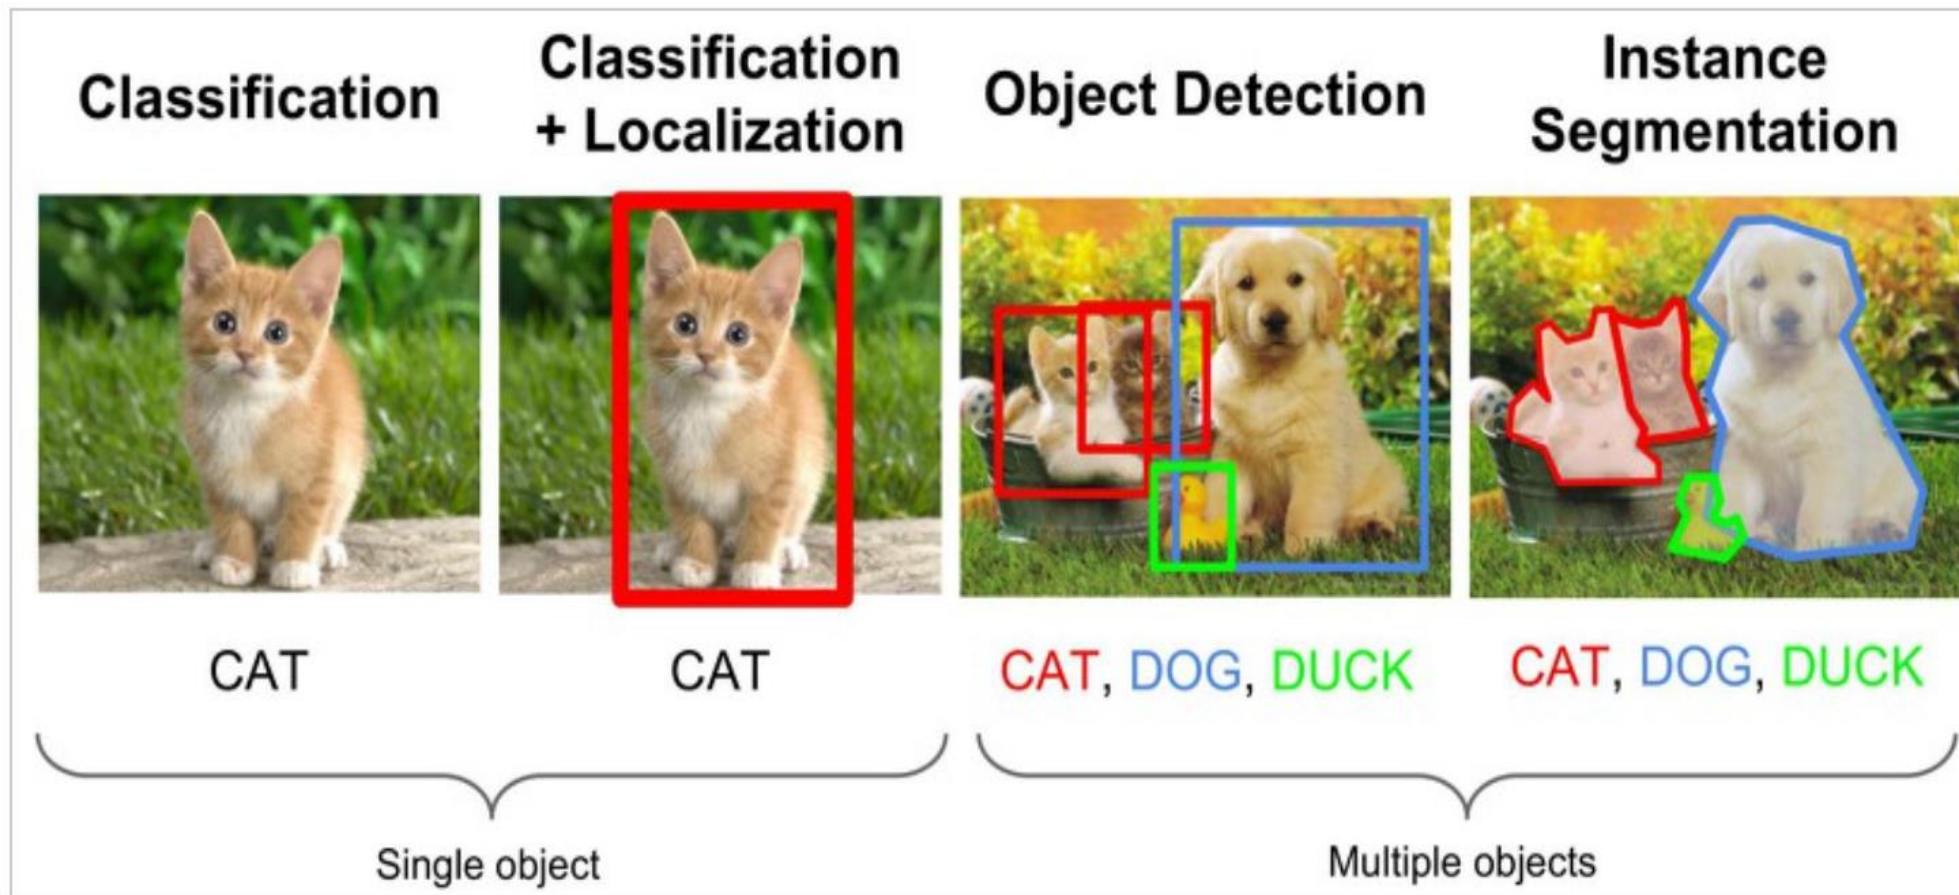 Classification
Classification
+ Localization
Object Detection
Instance
Segmentation
CAT
CAT
CAT, DOG, DUCK
CAT, DOG, DUCK
Single object
Multiple objects